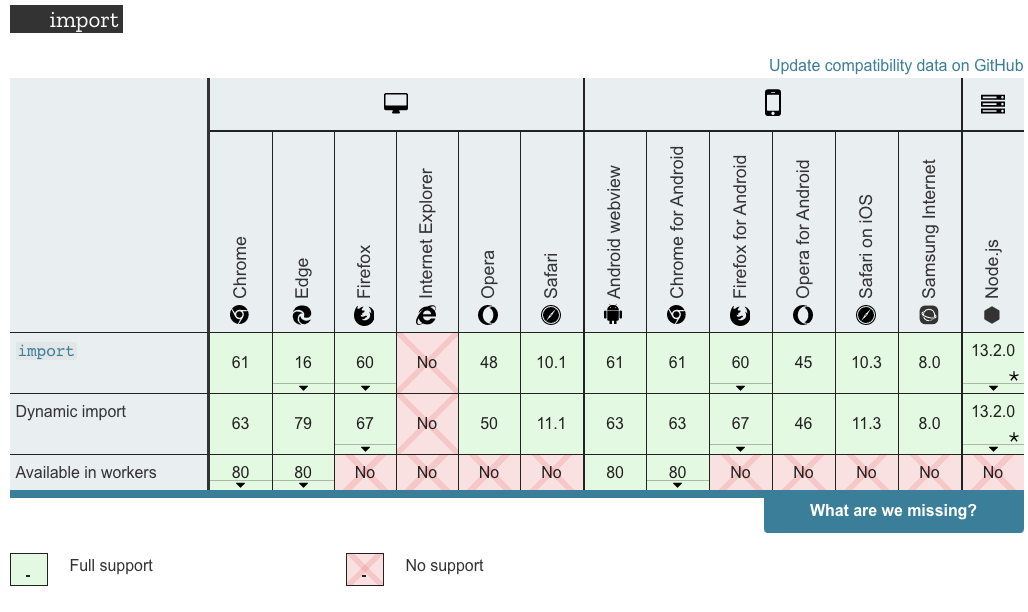 import
Update compatibility data on GitHub
Chrome Edge Firefox Internet Explorer Opera Safari Android webview Chrome for Android Firefox for Android Opera for Android Safari on iOS Samsung Internet Node.js
import 61 16 60 No 48 10.1 61 61 60 45 10.3 8.0 13.2.0 *
Dynamic import 63 79 67 No 50 11.1 63 63 67 46 11.3 8.0 13.2.0 *
Available in workers 80 80 No No No No 80 80 No No No No No
What are we missing?
- Full support - No support